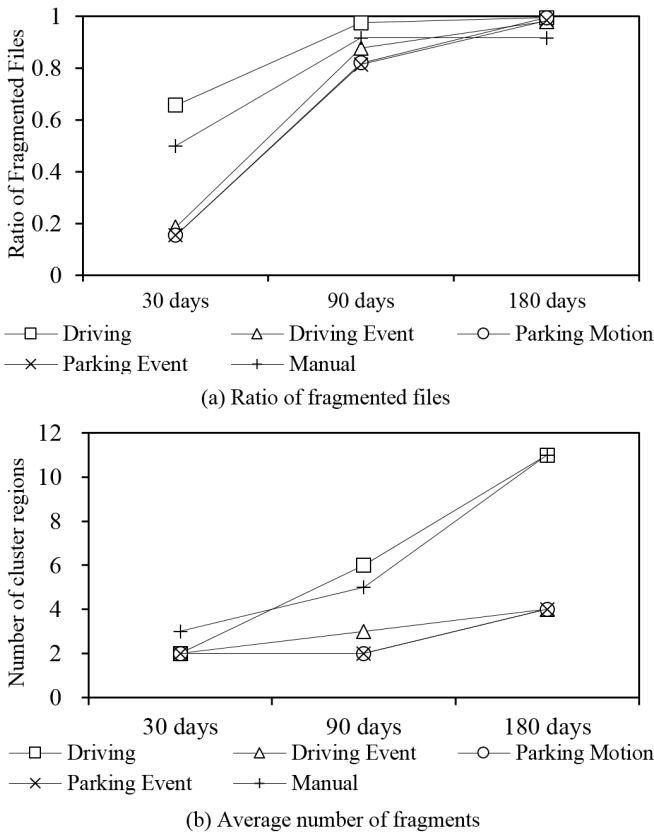 1
0.8
0.6
0.4
0.2
0
Ratio of Fragmented Files
30 days 90 days 180 days
Driving Driving Event Parking Motion
Parking Event Manual
(a) Ratio of fragmented files
12
10
8
6
4
2
0
Number of cluster regions
30 days 90 days 180 days
Driving Driving Event Parking Motion
Parking Event Manual
(b) Average number of fragments